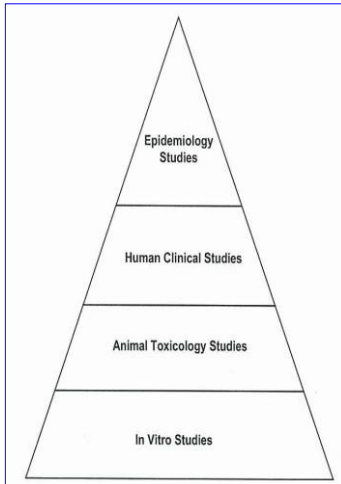 Epidemiology
Studies
Human Clinical Studies
Animal Toxicology Studies
In Vitro Studies